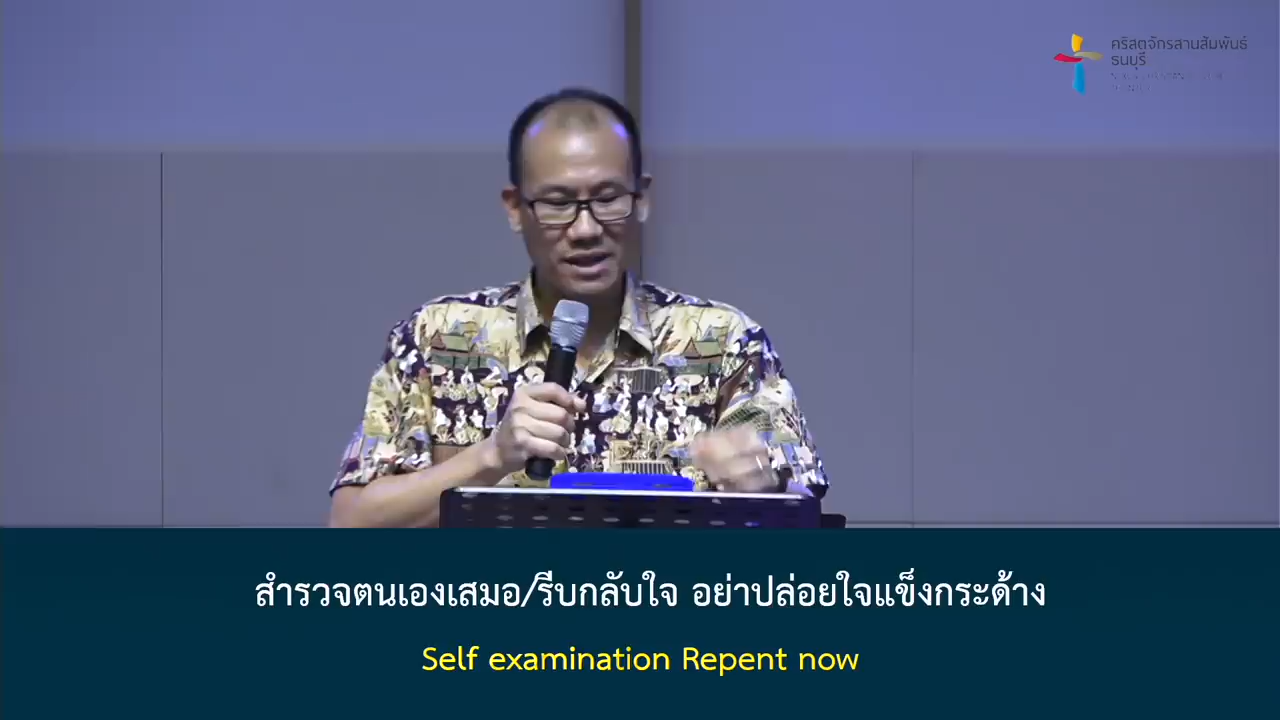 คริสตจักรสานสัมพันธ์
ธนบุรี
สำรวจตนเองเสมอ/รีบกลับใจ อย่าปล่อยใจแข็งกระด้าง
Self examination Repent now